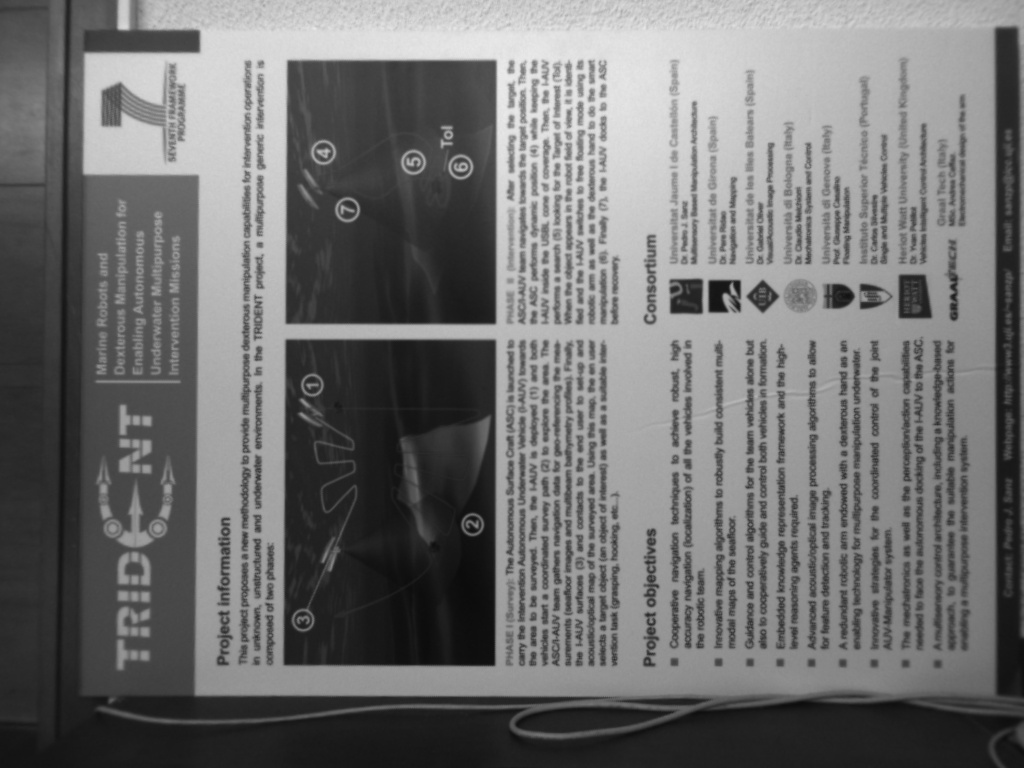 TRIDENT
Marine Robots and
Dexterous Manipulation for
Enabling Autonomous
Underwater Multipurpose
Intervention Missions
SEVENTH FRAMEWORK
PROGRAMME
Project information
This project proposes a new methodology to provide multipurpose dexterous manipulation capabilities for intervention operations
in unknown, unstructured and underwater environments. In the TRIDENT project, a multipurpose generic intervention is
composed of two phases:
1
2
3
4
5
6
7
ToI
PHASE I (Survey): The Autonomous Surface Craft (ASC) is launched to
carry the Intervention Autonomous Underwater Vehicle (I-AUV) towards
the area to be surveyed. Then, the I-AUV is deployed (1) and both
vehicles start a coordinated survey path (2) to explore the area. The
ASC/I-AUV team gathers navigation data for geo-referencing the mea-
surements (seafloor images and multibeam bathymetry profiles). Finally,
the I-AUV surfaces (3) and contacts to the end user to set-up and
acoustic/optical map of the surveyed area. Using this map, the en user
selects a target object (an object of interest) as well as a suitable inter-
vention task (grasping, hooking, etc...).
PHASE II (Intervention): After selecting the target, the
ASC/I-AUV team navigates towards the target position. Then,
the ASC performs dynamic position (4) while keeping the
I-AUV inside the USBL cone of coverage. Then, the I-AUV
performs a search (5) looking for the Target of Interest (ToI).
When the object appears in the robot field of view, it is identi-
fied and the I-AUV switches to free floating mode using its
robotic arm as well as the dexterous hand to do the smart
manipulation (6). Finally (7), the I-AUV docks to the ASC
before recovery.
Project objectives
Cooperative navigation techniques to achieve robust, high
accuracy navigation (localization) of all the vehicles involved in
the robotic team.
Innovative mapping algorithms to robustly build consistent multi-
modal maps of the seafloor.
Guidance and control algorithms for the team vehicles alone but
also to cooperatively guide and control both vehicles in formation.
Embedded knowledge representation framework and the high-
level reasoning agents required.
Advanced acoustic/optical image processing algorithms to allow
for feature detection and tracking.
A redundant robotic arm endowed with a dexterous hand as an
enabling technology for multipurpose manipulation underwater.
Innovative strategies for the coordinated control of the joint
AUV-Manipulator system.
The mechatronics as well as the perception/action capabilities
needed to face the autonomous docking of the I-AUV to the ASC.
A multisensory control architecture, including a knowledge-based
approach, to guarantee the suitable manipulation actions for
enabling a multipurpose intervention system.
Consortium
Universitat Jaume I de Castellón (Spain)
Dr. Pedro J. Sanz
Multisensory Based Manipulation Architecture
Universitat de Girona (Spain)
Dr. Pere Ridao
Navigation and Mapping
Universitat de les Illes Balears (Spain)
Dr. Gabriel Oliver
Visual/Acoustic Image Processing
Università di Bologna (Italy)
Dr. Claudio Melchiorri
Mechatronics System and Control
Università di Genova (Italy)
Prof. Giuseppe Casalino
Floating Manipulation
Instituto Superior Técnico (Portugal)
Dr. Carlos Silvestre
Single and Multiple Vehicles Control
Heriot Watt University (United Kingdom)
Dr. Yvan Petillot
Vehicles Intelligent Control Architecture
Graal Tech (Italy)
MSc. Andrea Caffaz
Electromechanical design of the arm
UIB
HERIOT
WATT
GRAALTECH